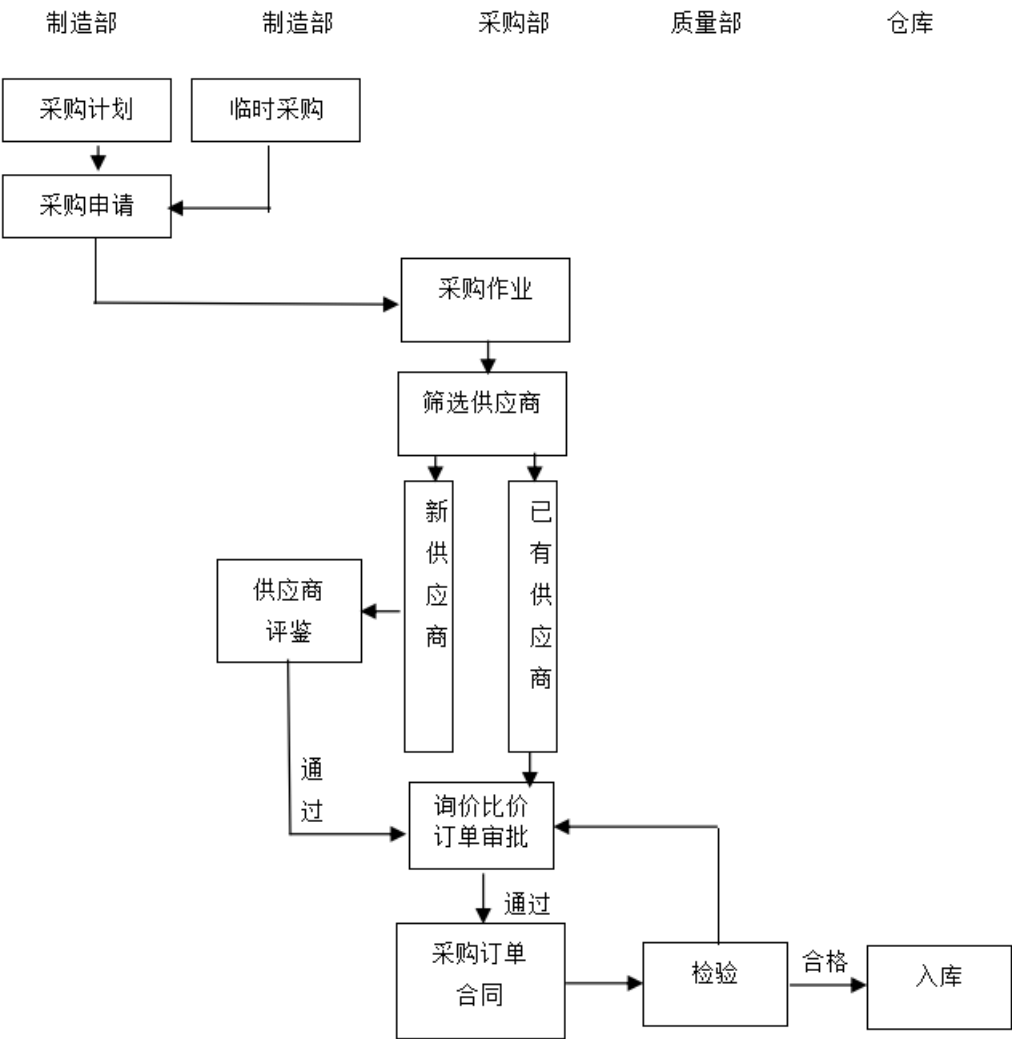 制造部 制造部 采购部 质量部 仓库
采购计划 临时采购
采购申请
采购作业
筛选供应商
新供应商
已有供应商
供应商
评鉴
通过
询价比价
订单审批
通过
采购订单
合同
检验
合格
入库